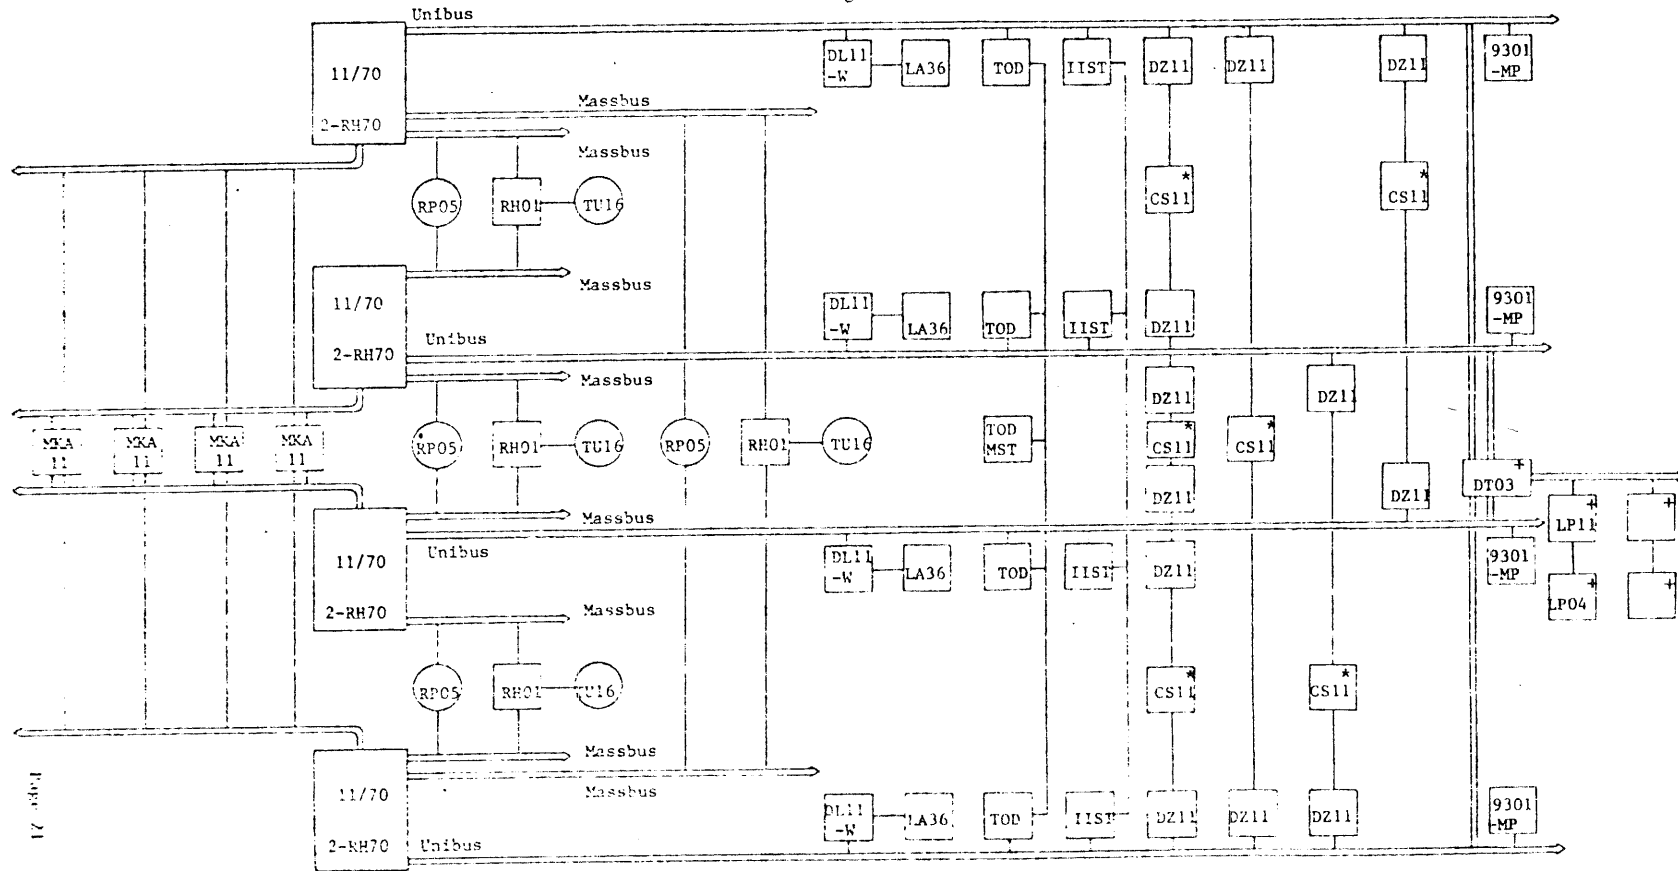 Unibus
11/70
2-RH70
DL11
-W
LA36
TOD
IIST
DZ11
DZ11
DZ11
9301
-MP
Massbus
Massbus
RP05
RH01
TU16
CS11*
CS11*
Massbus
11/70
2-RH70
Unibus
DL11
-W
LA36
TOD
IIST
DZ11
9301
-MP
Massbus
DZ11
DZ11
MKA
11
MKA
11
MKA
11
MKA
11
RP05
RH01
TU16
RP05
RH01
TU16
TOD
MST
CS11*
CS11*
DZ11
DZ11
DT03+
LP11+
+
Massbus
Unibus
11/70
2-RH70
DL11
-W
LA36
TOD
IIST
DZ11
9301
-MP
LP04+
+
Massbus
RP05
RH01
TU16
CS11*
CS11*
Massbus
Massbus
11/70
2-RH70
Unibus
DL11
-W
LA36
TOD
IIST
DZ11
DZ11
DZ11
9301
-MP